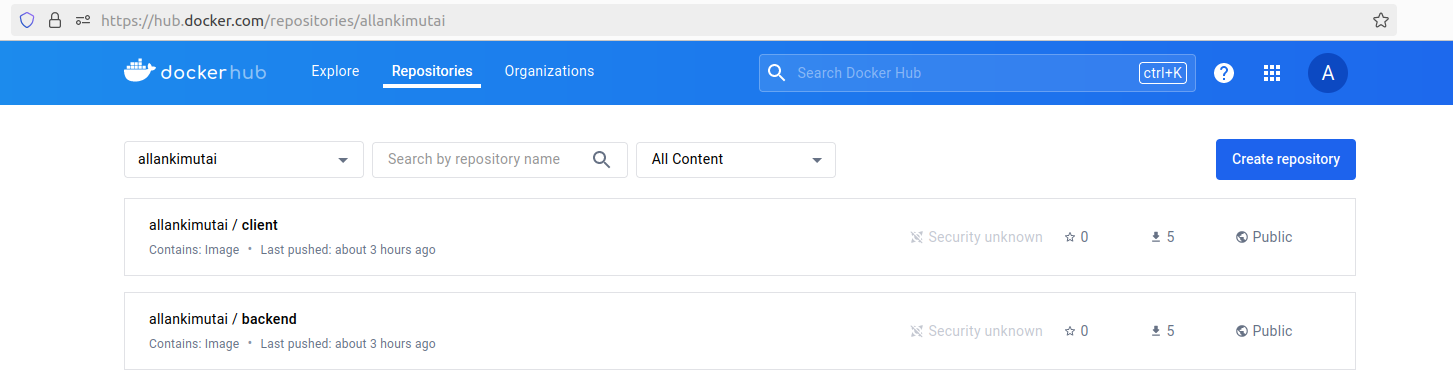 https://hub.docker.com/repositories/allankimutai
dockerhub Explore Repositories Organizations Search Docker Hub ctrl+K ? A
allankimutai Search by repository name All Content Create repository
allankimutai / client
Contains: Image • Last pushed: about 3 hours ago Security unknown 0 5 Public
allankimutai / backend
Contains: Image • Last pushed: about 3 hours ago Security unknown 0 5 Public